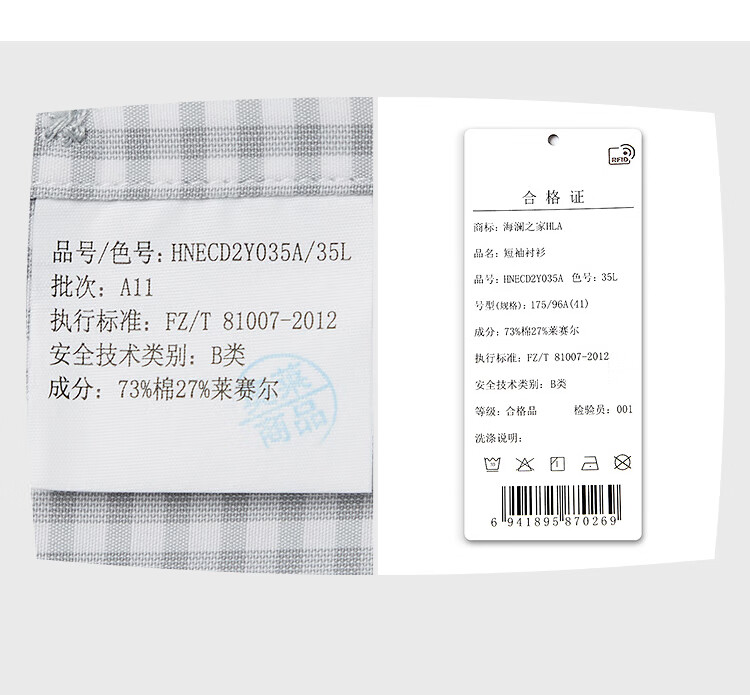 品号/色号: HNECD2Y035A/35L
批次: A11
执行标准: FZ/T 81007-2012
安全技术类别: B类
成分: 73%棉27%莱赛尔
莱
商品
RFID
合格证
商标: 海澜之家HLA
品名: 短袖衬衫
品号: HNECD2Y035A 色号: 35L
号型(规格): 175/96A(41)
成分: 73%棉27%莱赛尔
执行标准: FZ/T 81007-2012
安全技术类别: B类
等级: 合格品 检验员: 001
洗涤说明:
6 941895 870269